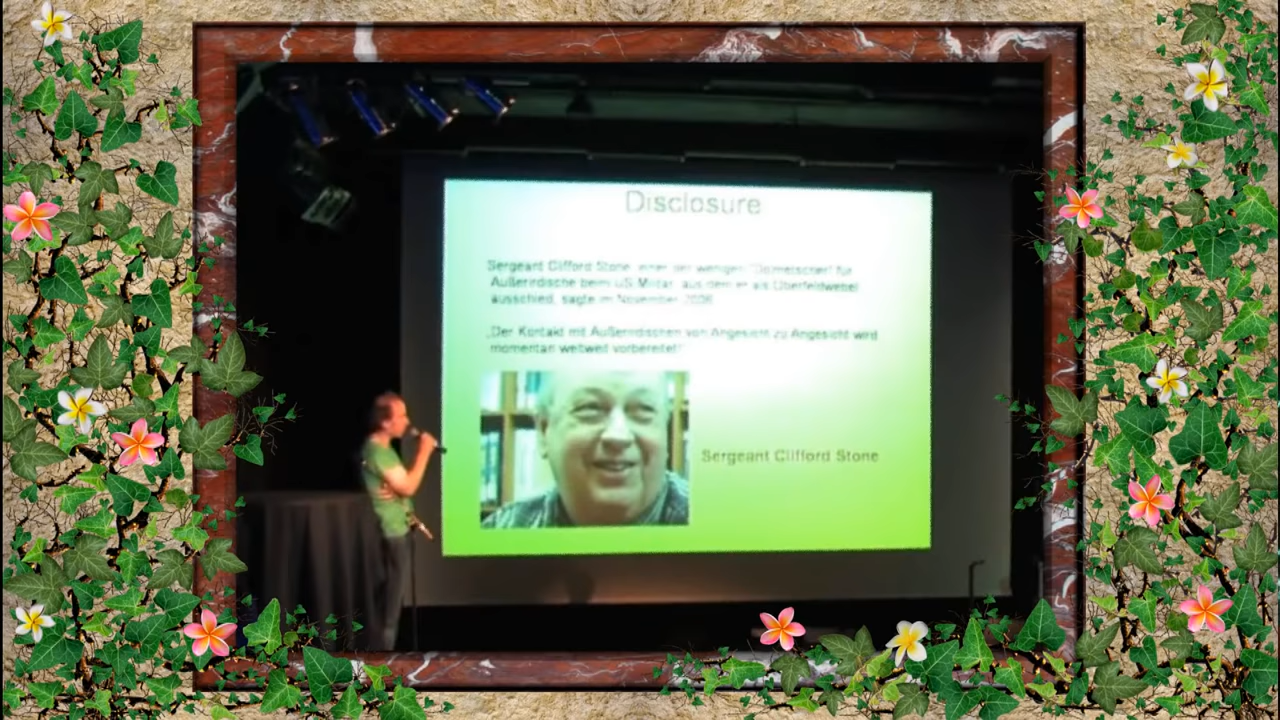 Disclosure
Sergeant Clifford Stone, einer der wenigen "Dolmetscher" für
Außerirdische beim US Militär, aus dem er als Oberfeldwebel
ausschied, sagte im November
„Der Kontakt mit Außerirdischen von Angesicht zu Angesicht wird
momentan weltweit vorbereitet!"
Sergeant Clifford Stone